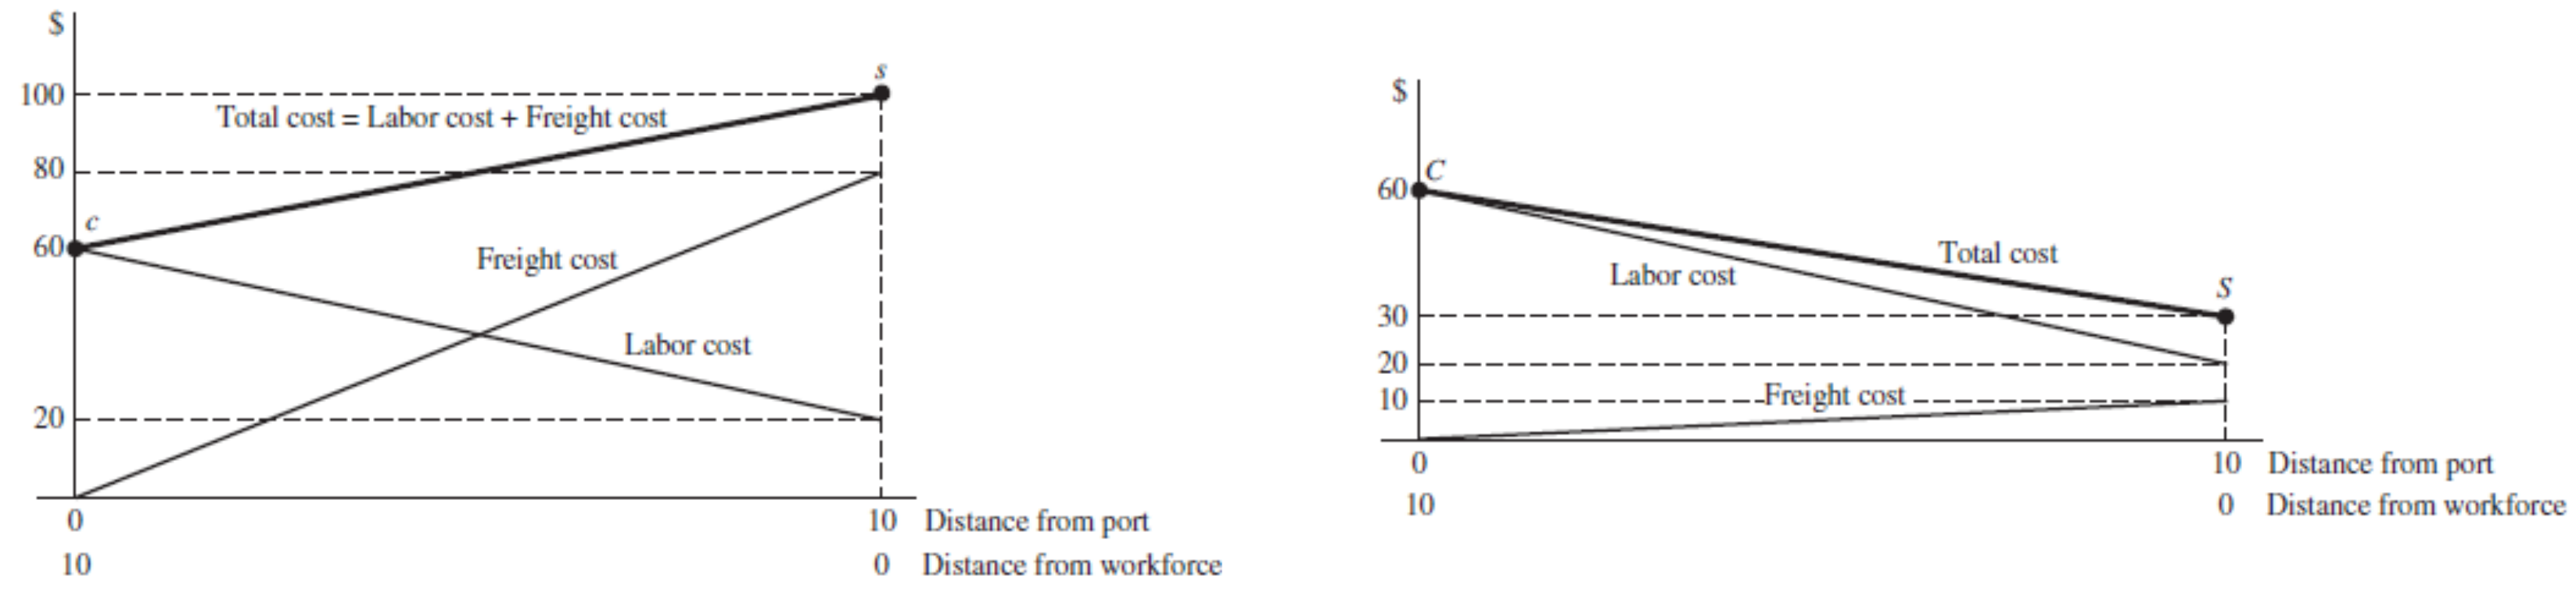 $
100
s
Total cost = Labor cost + Freight cost
80
c
60
Freight cost
Labor cost
20
0
10 Distance from port
10
0 Distance from workforce
$
C
60
Total cost
Labor cost
S
30
20
10
Freight cost
0
10 Distance from port
10
0 Distance from workforce